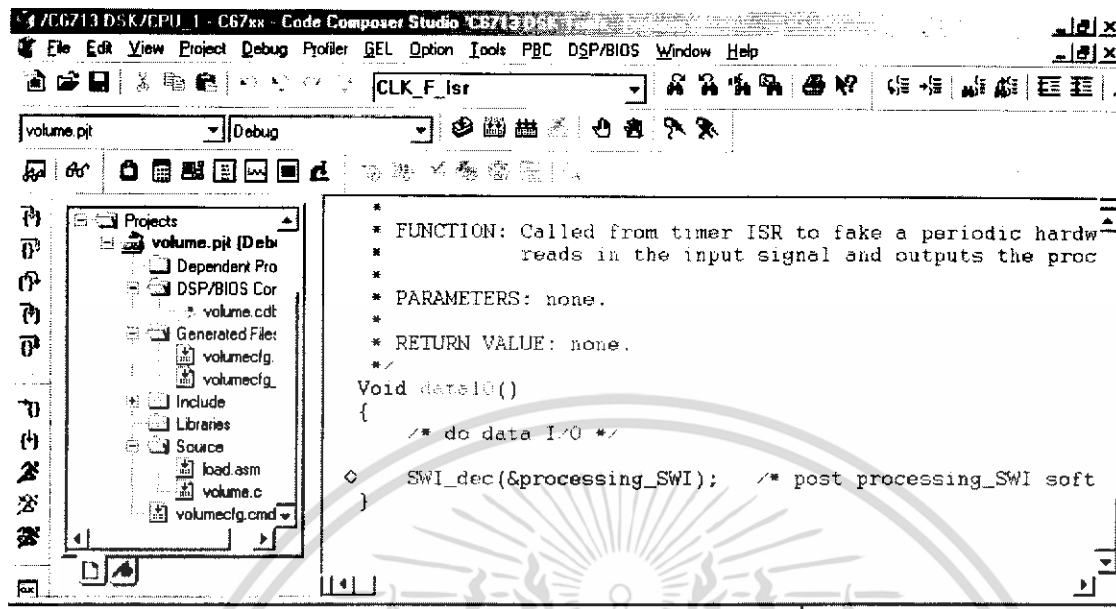 /C6713 DSK/CPU_1 - C67xx - Code Composer Studio 'C6713 DSK
File Edit View Project Debug Profiler GEL Option Tools PBC DSP/BIOS Window Help
CLK_F_isr
volume.pjt Debug
Projects
volume.pjt (Debu
Dependent Pro
DSP/BIOS Cor
volume.cdb
Generated Files
volumecfg.
volumecfg_
Include
Libraries
Source
load.asm
volume.c
volumecfg.cmd
*
* FUNCTION: Called from timer ISR to fake a periodic hardw
* reads in the input signal and outputs the proc
*
* PARAMETERS: none.
*
* RETURN VALUE: none.
*/
Void dataIO()
{
/* do data I/O */
SWI_dec(&processing_SWI); /* post processing_SWI soft
}